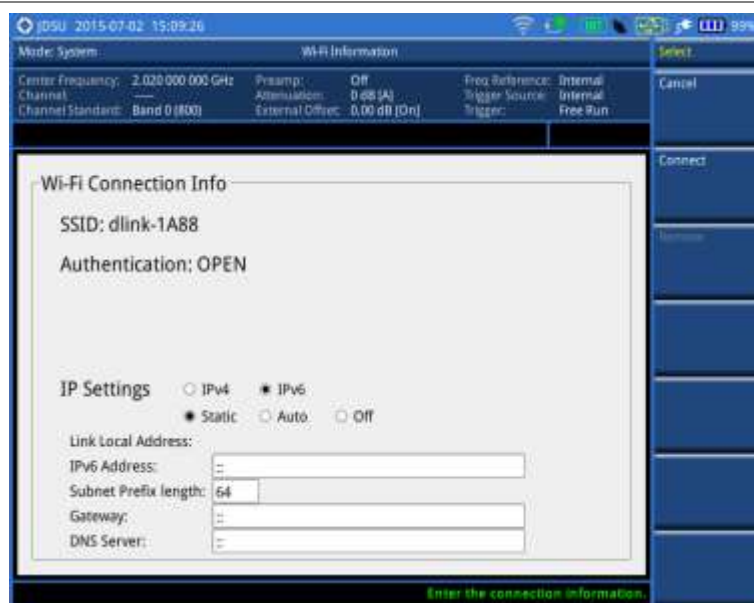 JDSU 2015-07-02 15:09:26 99%
Mode: System Wi-Fi Information Select
Center Frequency: 2.020 000 000 GHz Preamp: Off Freq Reference: Internal
Channel: ---- Attenuation: 0 dB [A] Trigger Source: Internal
Channel Standard: Band 0 (800) External Offset: 0.00 dB [On] Trigger: Free Run
Cancel
Connect
Remove
Wi-Fi Connection Info
SSID: dlink-1A88
Authentication: OPEN
IP Settings IPv4 IPv6
Static Auto Off
Link Local Address:
IPv6 Address: ::
Subnet Prefix length: 64
Gateway: ::
DNS Server: ::
Enter the connection information.